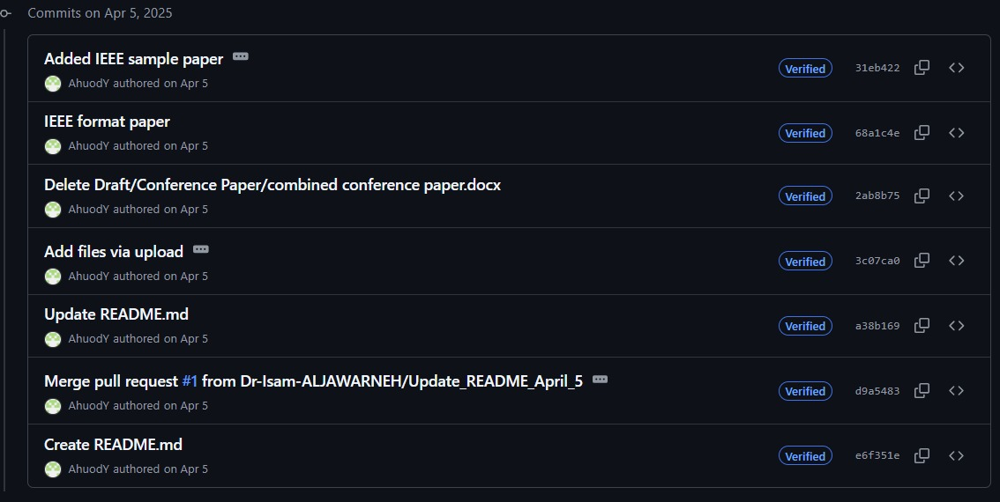 Commits on Apr 5, 2025
Added IEEE sample paper
AhuodY authored on Apr 5
Verified 31eb422
IEEE format paper
AhuodY authored on Apr 5
Verified 68a1c4e
Delete Draft/Conference Paper/combined conference paper.docx
AhuodY authored on Apr 5
Verified 2ab8b75
Add files via upload
AhuodY authored on Apr 5
Verified 3c07ca0
Update README.md
AhuodY authored on Apr 5
Verified a38b169
Merge pull request #1 from Dr-Isam-ALJAWARNEH/Update_README_April_5
AhuodY authored on Apr 5
Verified d9a5483
Create README.md
AhuodY authored on Apr 5
Verified e6f351e